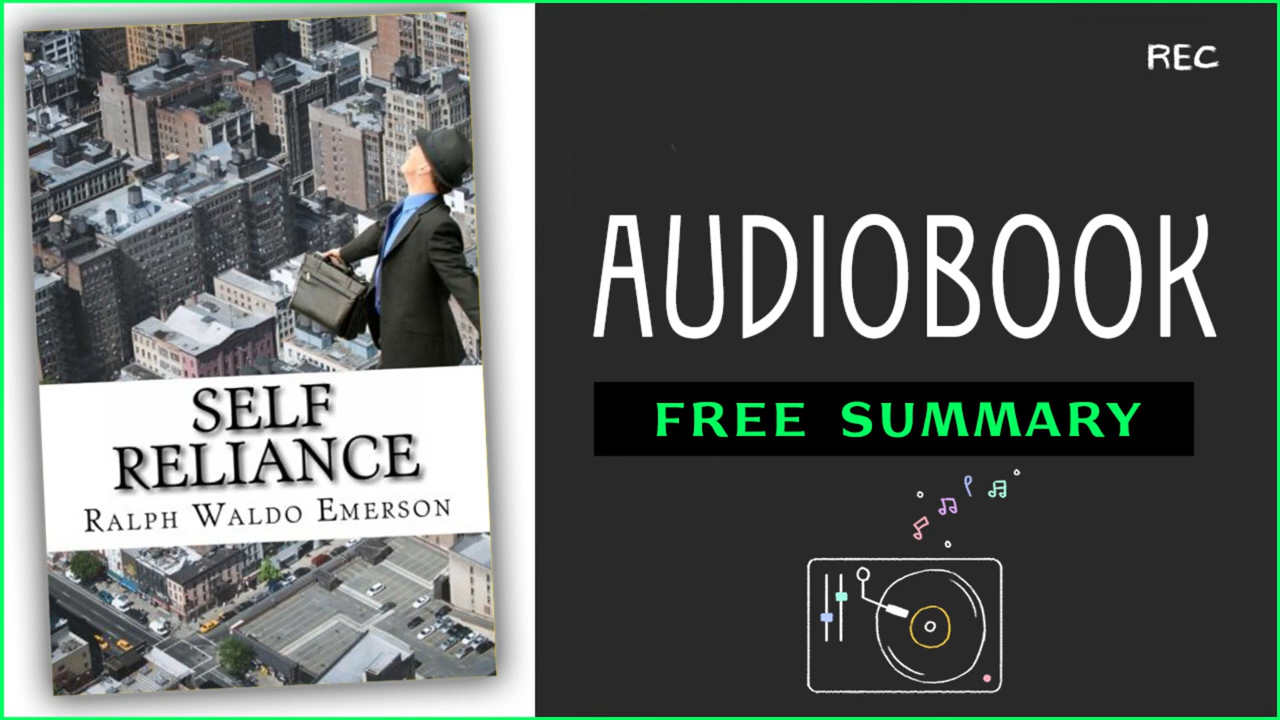 SELF
RELIANCE
RALPH WALDO EMERSON
REC
AUDIOBOOK
FREE SUMMARY